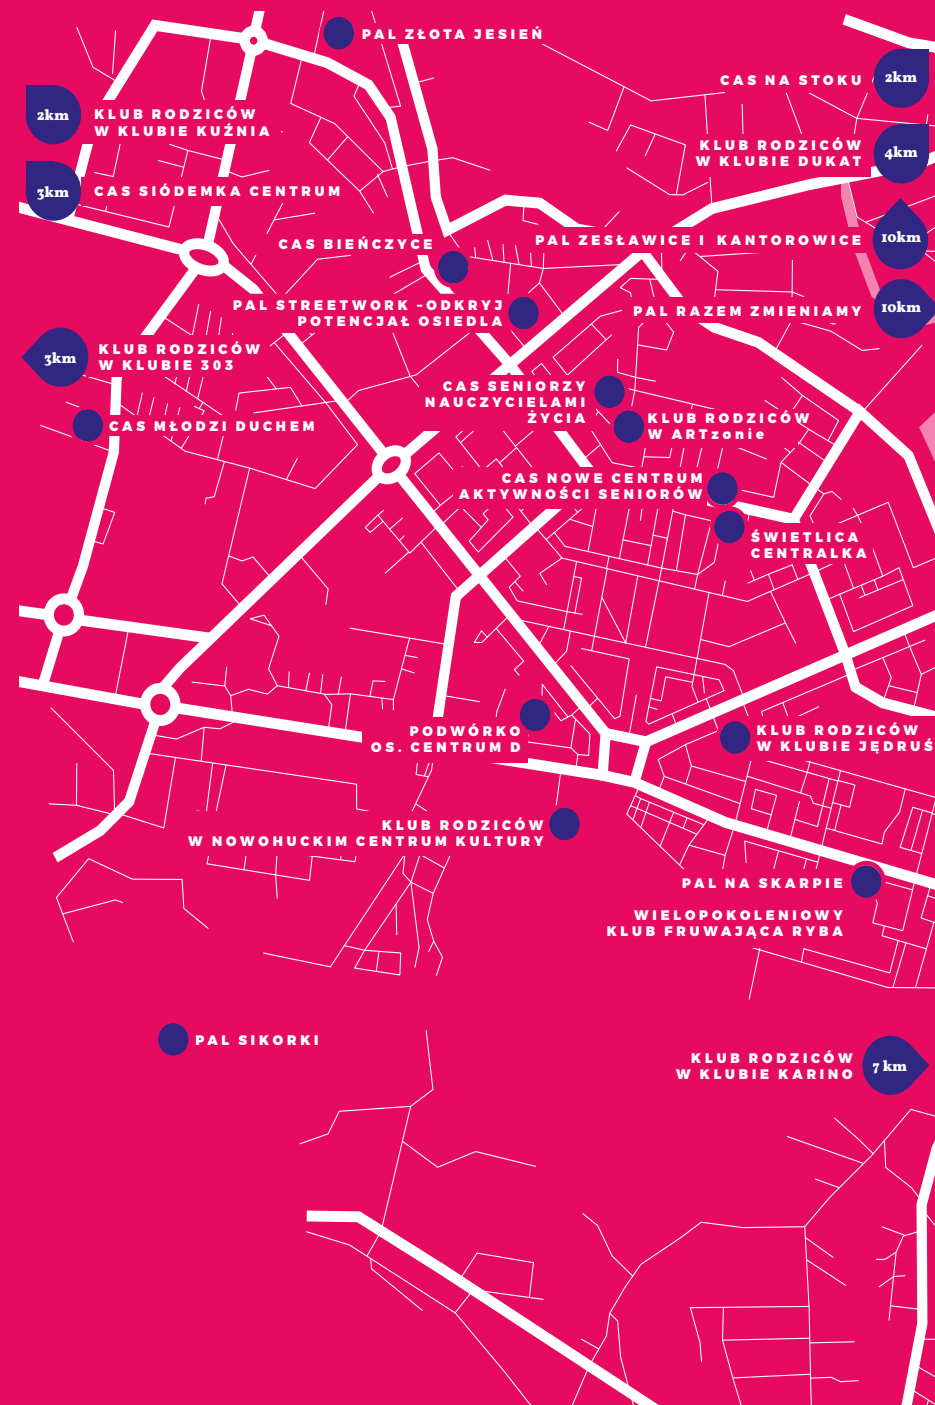 PAL ZŁOTA JESIEŃ
2km
CAS NA STOKU
2km
KLUB RODZICÓW
W KLUBIE KUŹNIA
KLUB RODZICÓW
W KLUBIE DUKAT
4km
3km
CAS SIÓDEMKA CENTRUM
CAS BIEŃCZYCE
PAL ZESŁAWICE I KANTOROWICE
10km
PAL STREETWORK -ODKRYJ
POTENCJAŁ OSIEDLA
PAL RAZEM ZMIENIAMY
10km
3km
KLUB RODZICÓW
W KLUBIE 303
CAS SENIORZY
NAUCZYCIELAMI
ŻYCIA
KLUB RODZICÓW
W ARTzonie
CAS MŁODZI DUCHEM
CAS NOWE CENTRUM
AKTYWNOŚCI SENIORÓW
ŚWIETLICA
CENTRALKA
PODWÓRKO
OS. CENTRUM D
KLUB RODZICÓW
W KLUBIE JĘDRUŚ
KLUB RODZICÓW
W NOWOHUCKIM CENTRUM KULTURY
PAL NA SKARPIE
WIELOPOKOLENIOWY
KLUB FRUWAJĄCA RYBA
PAL SIKORKI
KLUB RODZICÓW
W KLUBIE KARINO
7 km